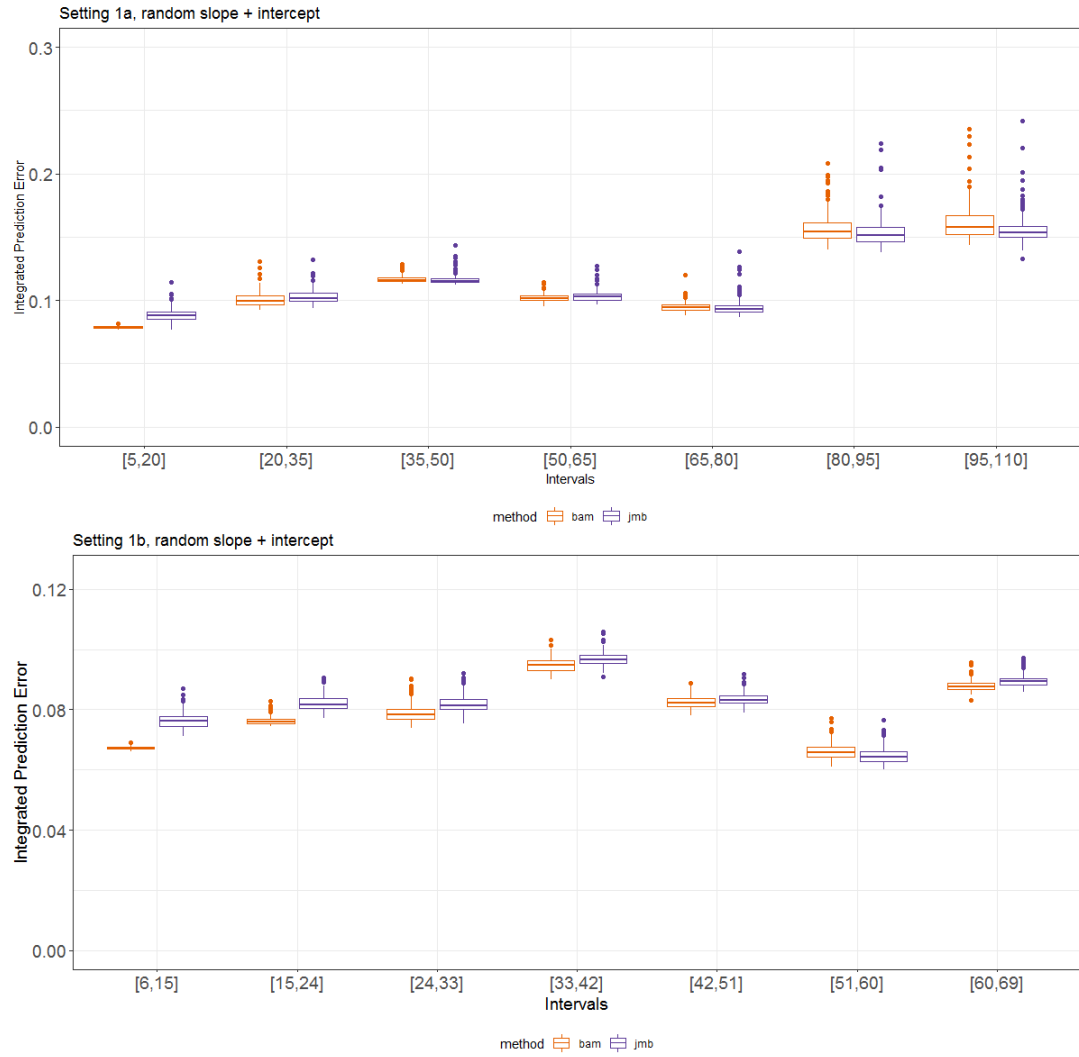 Setting 1a, random slope + intercept
Integrated Prediction Error
0.3
0.2
0.1
0.0
[5,20] [20,35] [35,50] [50,65] [65,80] [80,95] [95,110]
Intervals
method bam jmb
Setting 1b, random slope + intercept
Integrated Prediction Error
0.12
0.08
0.04
0.00
[6,15] [15,24] [24,33] [33,42] [42,51] [51,60] [60,69]
Intervals
method bam jmb